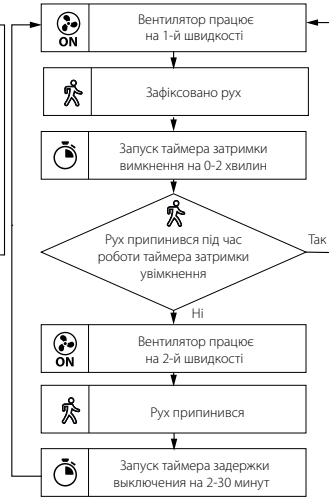 ON
Вентилятор працює
на 1-й швидкості
Зафіксовано рух
Запуск таймера затримки
вимкнення на 0-2 хвилин
Рух припинився під час
роботи таймера затримки
увімкнення
Так
Ні
ON
Вентилятор працює
на 2-й швидкості
Рух припинився
Запуск таймера задержки
выключения на 2-30 минут